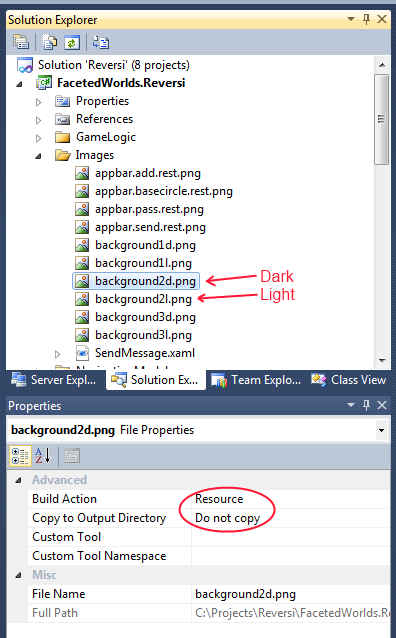 Solution Explorer
Solution 'Reversi' (8 projects)
FacetedWorlds.Reversi
Properties
References
GameLogic
Images
appbar.add.rest.png
appbar.basecircle.rest.png
appbar.pass.rest.png
appbar.send.rest.png
background1d.png
background1l.png
background2d.png Dark
background2l.png Light
background3d.png
background3l.png
SendMessage.xaml
Server Expl... Solution Ex... Team Explo... Class View
Properties
background2d.png File Properties
Advanced
Build Action Resource
Copy to Output Directory Do not copy
Custom Tool
Custom Tool Namespace
Misc
File Name background2d.png
Full Path C:\Projects\Reversi\FacetedWorlds.Re